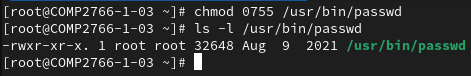 [root@COMP2766-1-03 ~]# chmod 0755 /usr/bin/passwd
[root@COMP2766-1-03 ~]# ls -l /usr/bin/passwd
-rwxr-xr-x. 1 root root 32648 Aug  9  2021 /usr/bin/passwd
[root@COMP2766-1-03 ~]#